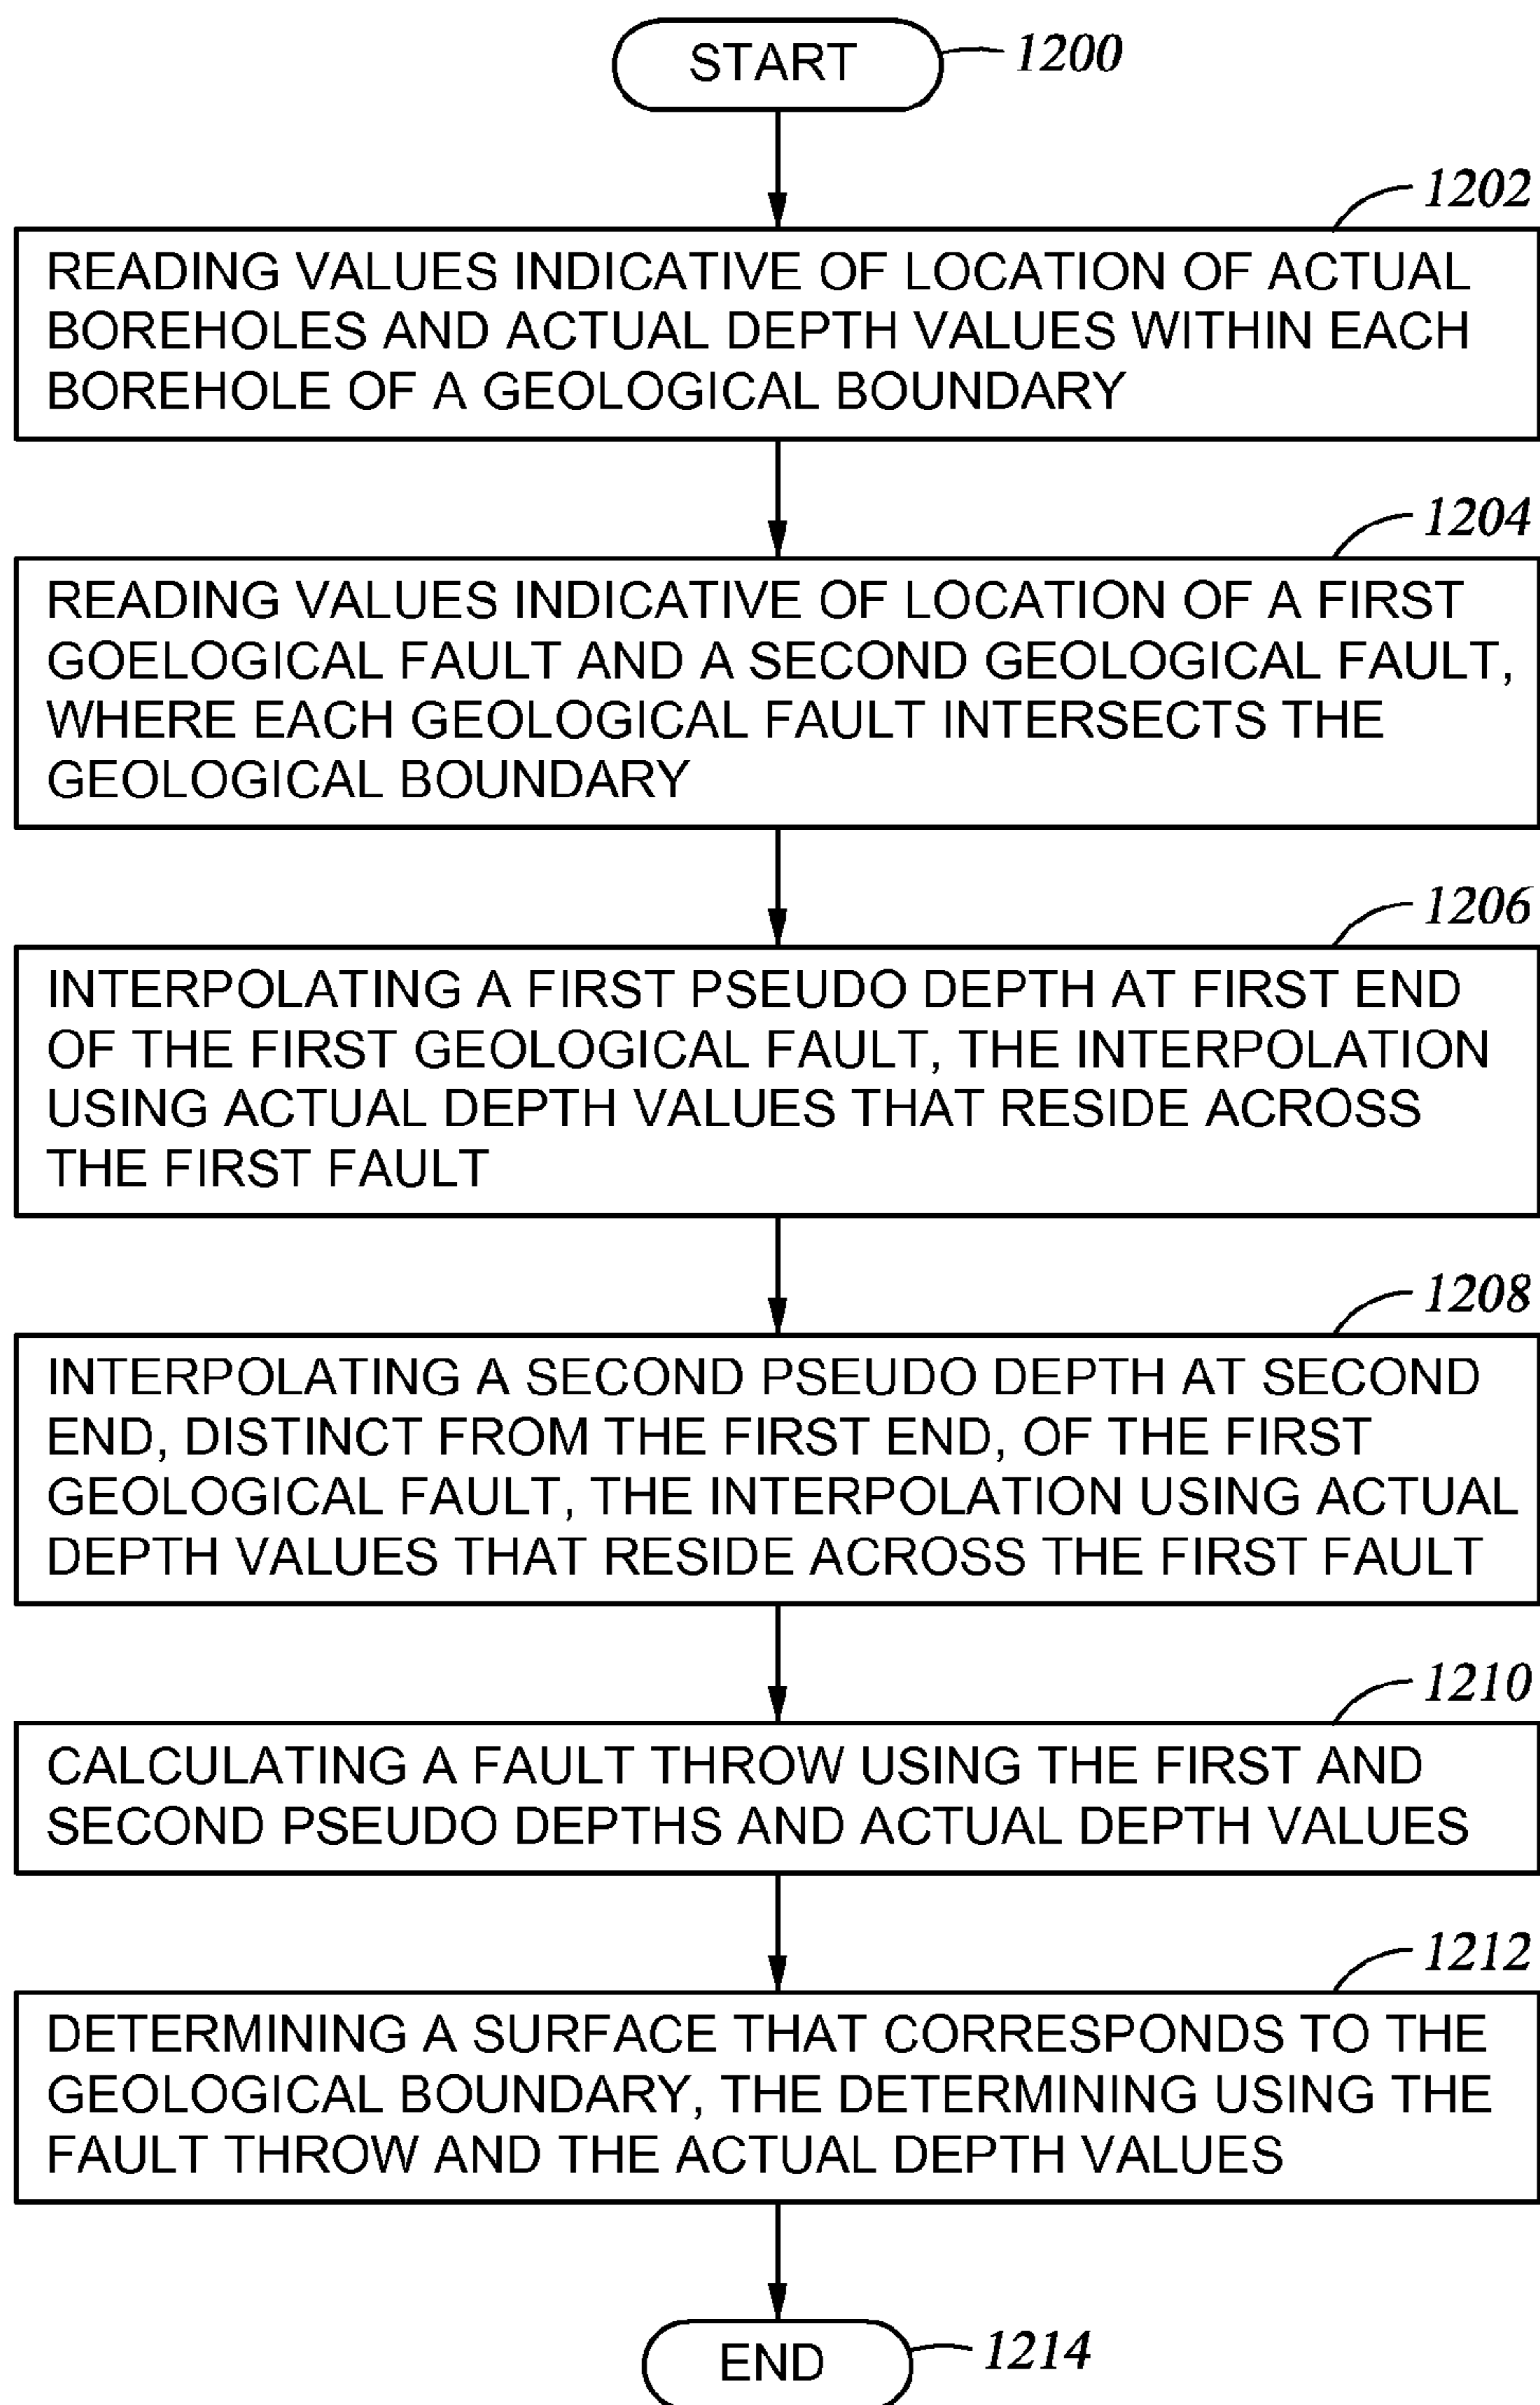 START
1200
1202
READING VALUES INDICATIVE OF LOCATION OF ACTUAL
BOREHOLES AND ACTUAL DEPTH VALUES WITHIN EACH
BOREHOLE OF A GEOLOGICAL BOUNDARY
1204
READING VALUES INDICATIVE OF LOCATION OF A FIRST
GOELOGICAL FAULT AND A SECOND GEOLOGICAL FAULT,
WHERE EACH GEOLOGICAL FAULT INTERSECTS THE
GEOLOGICAL BOUNDARY
1206
INTERPOLATING A FIRST PSEUDO DEPTH AT FIRST END
OF THE FIRST GEOLOGICAL FAULT, THE INTERPOLATION
USING ACTUAL DEPTH VALUES THAT RESIDE ACROSS
THE FIRST FAULT
1208
INTERPOLATING A SECOND PSEUDO DEPTH AT SECOND
END, DISTINCT FROM THE FIRST END, OF THE FIRST
GEOLOGICAL FAULT, THE INTERPOLATION USING ACTUAL
DEPTH VALUES THAT RESIDE ACROSS THE FIRST FAULT
1210
CALCULATING A FAULT THROW USING THE FIRST AND
SECOND PSEUDO DEPTHS AND ACTUAL DEPTH VALUES
1212
DETERMINING A SURFACE THAT CORRESPONDS TO THE
GEOLOGICAL BOUNDARY, THE DETERMINING USING THE
FAULT THROW AND THE ACTUAL DEPTH VALUES
END
1214